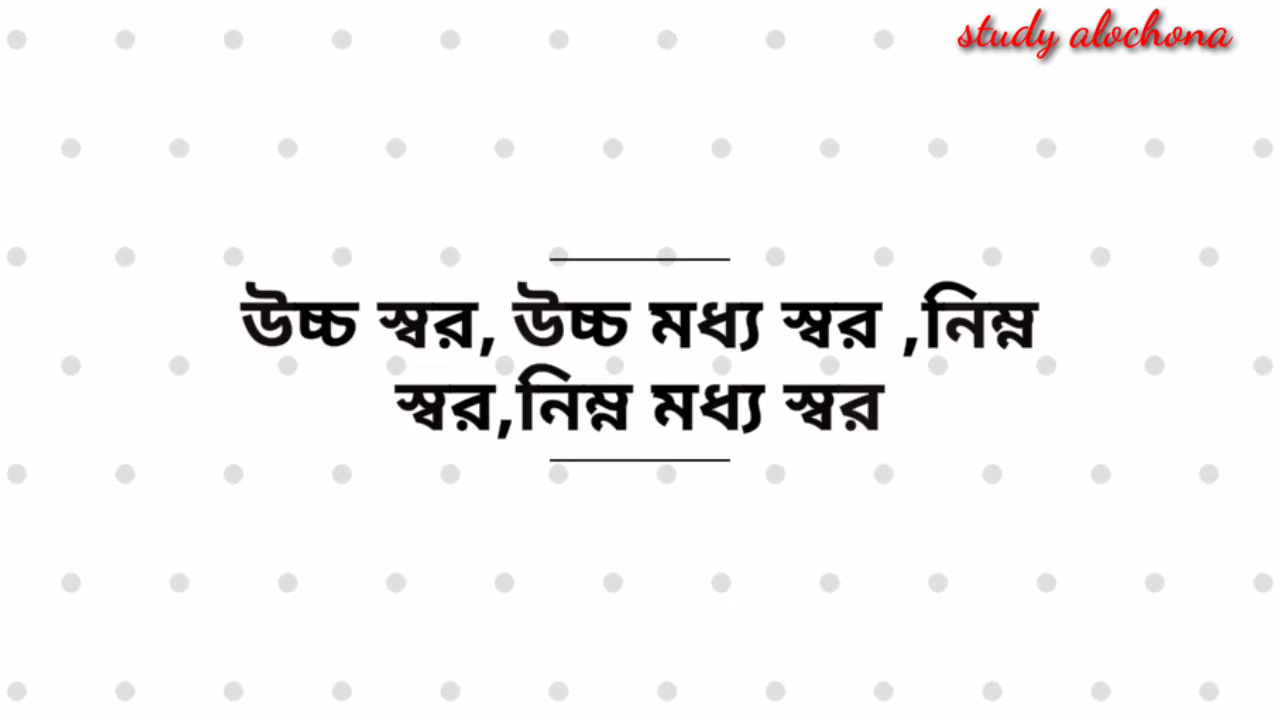 study alochona
উচ্চ স্বর, উচ্চ মধ্য স্বর ,নিম্ন
স্বর,নিম্ন মধ্য স্বর